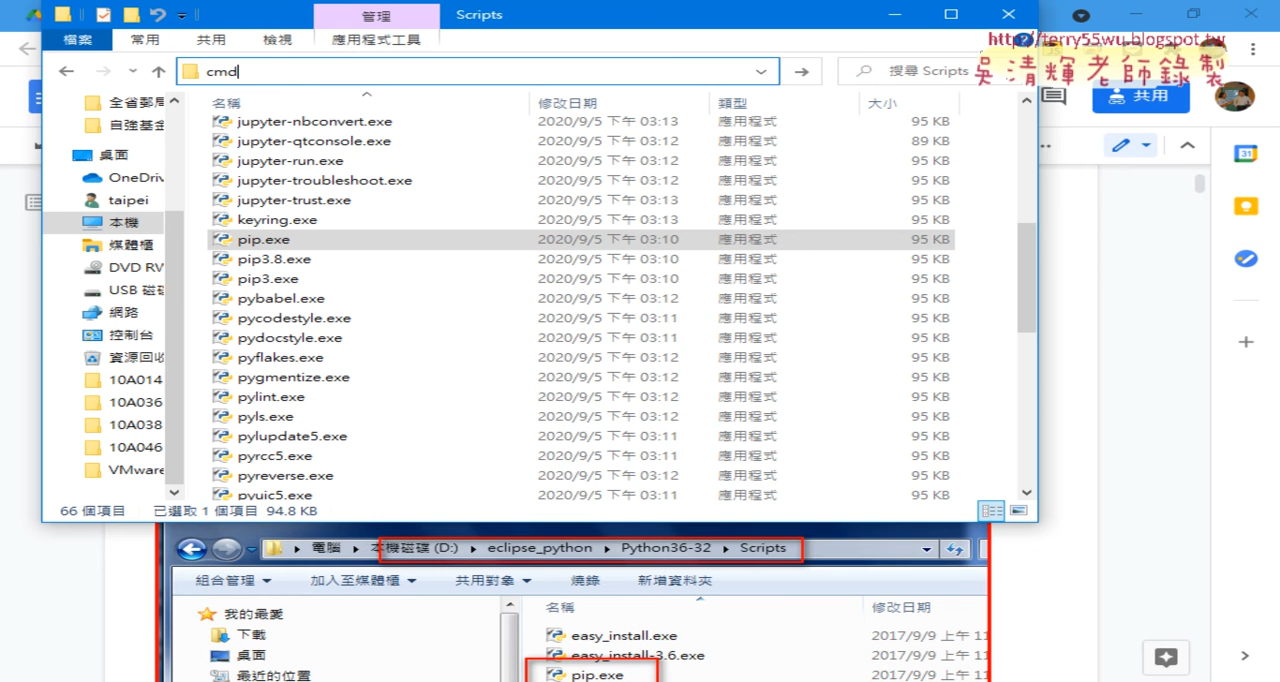 管理
Scripts
檔案
常用
共用
檢視
應用程式工具
http://terry55wu.blogspot.tw
吳清輝老師錄製
cmd
搜尋 Scripts
共用
名稱
修改日期
類型
大小
全省郵局
自強基金
桌面
OneDriv
taipei
本機
媒體櫃
DVD RV
USB 磁碟
網路
控制台
資源回收
10A014
10A036
10A038
10A046
VMware
jupyter-nbconvert.exe 2020/9/5 下午 03:13 應用程式 95 KB
jupyter-qtconsole.exe 2020/9/5 下午 03:12 應用程式 89 KB
jupyter-run.exe 2020/9/5 下午 03:12 應用程式 95 KB
jupyter-troubleshoot.exe 2020/9/5 下午 03:12 應用程式 95 KB
jupyter-trust.exe 2020/9/5 下午 03:12 應用程式 95 KB
keyring.exe 2020/9/5 下午 03:13 應用程式 95 KB
pip.exe 2020/9/5 下午 03:10 應用程式 95 KB
pip3.8.exe 2020/9/5 下午 03:10 應用程式 95 KB
pip3.exe 2020/9/5 下午 03:10 應用程式 95 KB
pybabel.exe 2020/9/5 下午 03:12 應用程式 95 KB
pycodestyle.exe 2020/9/5 下午 03:11 應用程式 95 KB
pydocstyle.exe 2020/9/5 下午 03:11 應用程式 95 KB
pyflakes.exe 2020/9/5 下午 03:12 應用程式 95 KB
pygmentize.exe 2020/9/5 下午 03:12 應用程式 95 KB
pylint.exe 2020/9/5 下午 03:12 應用程式 95 KB
pyls.exe 2020/9/5 下午 03:12 應用程式 95 KB
pylupdate5.exe 2020/9/5 下午 03:11 應用程式 95 KB
pyrcc5.exe 2020/9/5 下午 03:11 應用程式 95 KB
pyreverse.exe 2020/9/5 下午 03:12 應用程式 95 KB
pyuic5.exe 2020/9/5 下午 03:11 應用程式 95 KB
66 個項目 已選取 1 個項目 94.8 KB
31
電腦 本機磁碟 (D:) eclipse_python Python36-32 Scripts
組合管理 加入至媒體櫃 共用對象 燒錄 新增資料夾
我的最愛
下載
桌面
最近的位置
名稱 修改日期
easy_install.exe 2017/9/9 上午 11
easy_install-3.6.exe 2017/9/9 上午 11
pip.exe 2017/9/9 上午 11